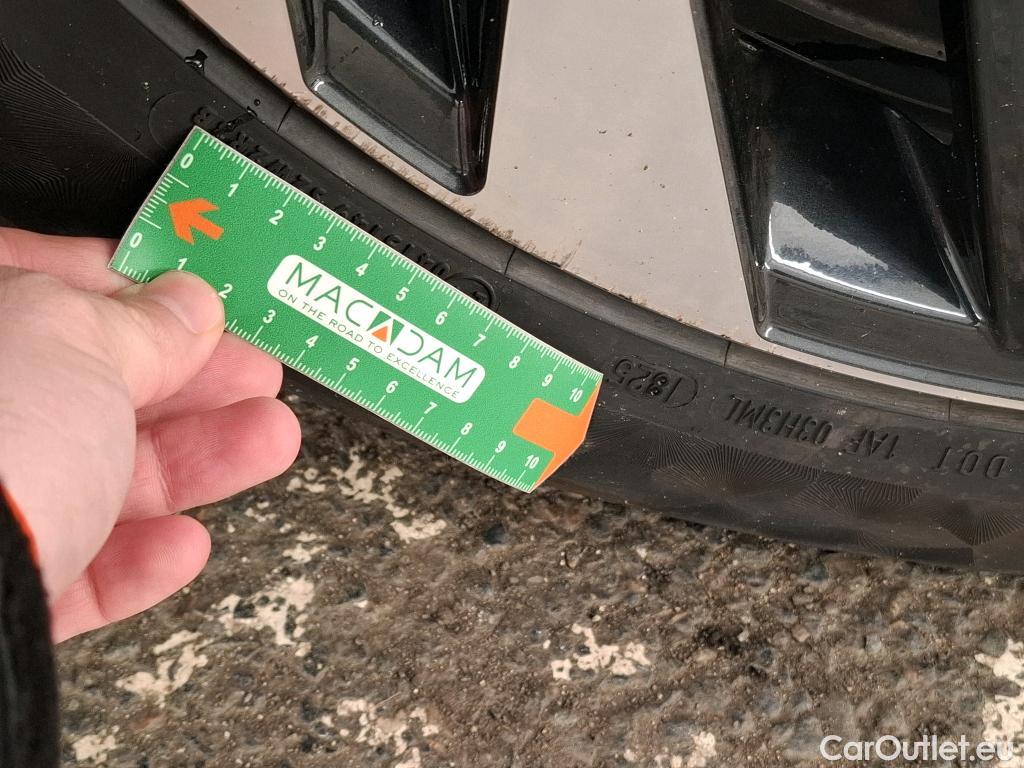 0 1 2 3 4 5 6 7 8 9 10
MACADAM
ON THE ROAD TO EXCELLENCE
0 1 2 3 4 5 6 7 8 9 10
DOT 1AF 03H3ML 1825
CarOutlet.eu